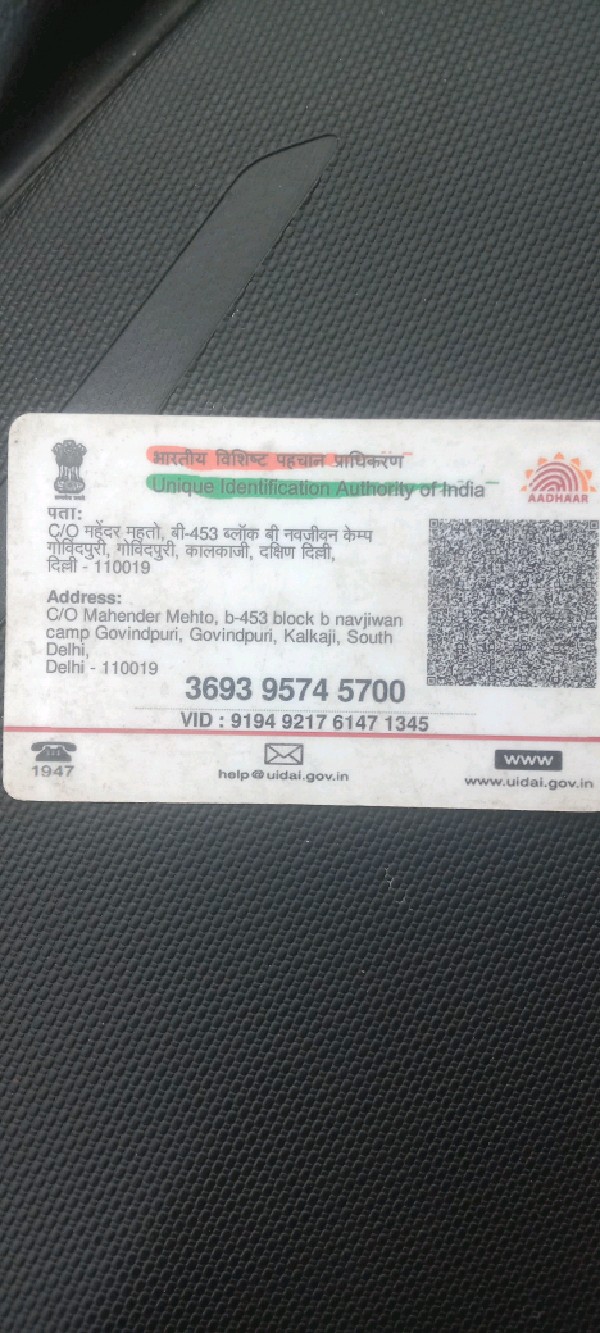 भारतीय विशिष्ट पहचान प्राधिकरण
Unique Identification Authority of India
AADHAAR
पता:
C/O महेंदर महतो, बी-453 ब्लॉक बी नवजीवन केम्प
गोविंदपुरी, गोविंदपुरी, कालकाजी, दक्षिण दिल्ली,
दिल्ली - 110019
Address:
C/O Mahender Mehto, b-453 block b navjiwan
camp Govindpuri, Govindpuri, Kalkaji, South
Delhi,
Delhi - 110019
3693 9574 5700
VID : 9194 9217 6147 1345
1947
help@uidai.gov.in
www
www.uidai.gov.in